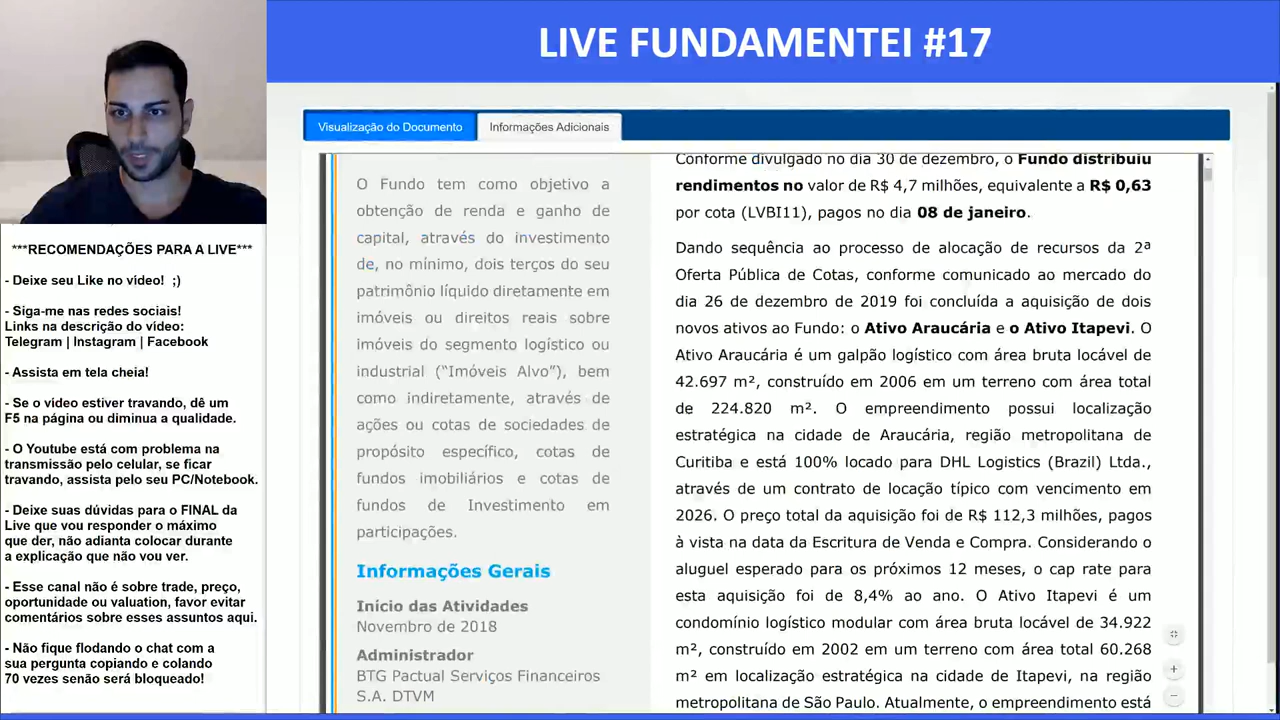 LIVE FUNDAMENTEI #17
***RECOMENDAÇÕES PARA A LIVE***
- Deixe seu Like no vídeo!  ;)
- Siga-me nas redes sociais!
Links na descrição do vídeo:
Telegram | Instagram | Facebook
- Assista em tela cheia!
- Se o vídeo estiver travando, dê um
F5 na página ou diminua a qualidade.
- O Youtube está com problema na
transmissão pelo celular, se ficar
travando, assista pelo seu PC/Notebook.
- Deixe suas dúvidas para o FINAL da
Live que vou responder o máximo
que der, não adianta colocar durante
a explicação que não vou ver.
- Esse canal não é sobre trade, preço,
oportunidade ou valuation, favor evitar
comentários sobre esses assuntos aqui.
- Não fique flodando o chat com a
sua pergunta copiando e colando
70 vezes senão será bloqueado!
Visualização do Documento
Informações Adicionais
O Fundo tem como objetivo a
obtenção de renda e ganho de
capital, através do investimento
de, no mínimo, dois terços do seu
patrimônio líquido diretamente em
imóveis ou direitos reais sobre
imóveis do segmento logístico ou
industrial (“Imóveis Alvo”), bem
como indiretamente, através de
ações ou cotas de sociedades de
propósito específico, cotas de
fundos imobiliários e cotas de
fundos de Investimento em
participações.
Informações Gerais
Início das Atividades
Novembro de 2018
Administrador
BTG Pactual Serviços Financeiros
S.A. DTVM
Conforme divulgado no dia 30 de dezembro, o Fundo distribuiu
rendimentos no valor de R$ 4,7 milhões, equivalente a R$ 0,63
por cota (LVBI11), pagos no dia 08 de janeiro.
Dando sequência ao processo de alocação de recursos da 2ª
Oferta Pública de Cotas, conforme comunicado ao mercado do
dia 26 de dezembro de 2019 foi concluída a aquisição de dois
novos ativos ao Fundo: o Ativo Araucária e o Ativo Itapevi. O
Ativo Araucária é um galpão logístico com área bruta locável de
42.697 m², construído em 2006 em um terreno com área total
de 224.820 m². O empreendimento possui localização
estratégica na cidade de Araucária, região metropolitana de
Curitiba e está 100% locado para DHL Logistics (Brazil) Ltda.,
através de um contrato de locação típico com vencimento em
2026. O preço total da aquisição foi de R$ 112,3 milhões, pagos
à vista na data da Escritura de Venda e Compra. Considerando o
aluguel esperado para os próximos 12 meses, o cap rate para
esta aquisição foi de 8,4% ao ano. O Ativo Itapevi é um
condomínio logístico modular com área bruta locável de 34.922
m², construído em 2002 em um terreno com área total 60.268
m² em localização estratégica na cidade de Itapevi, na região
metropolitana de São Paulo. Atualmente, o empreendimento está